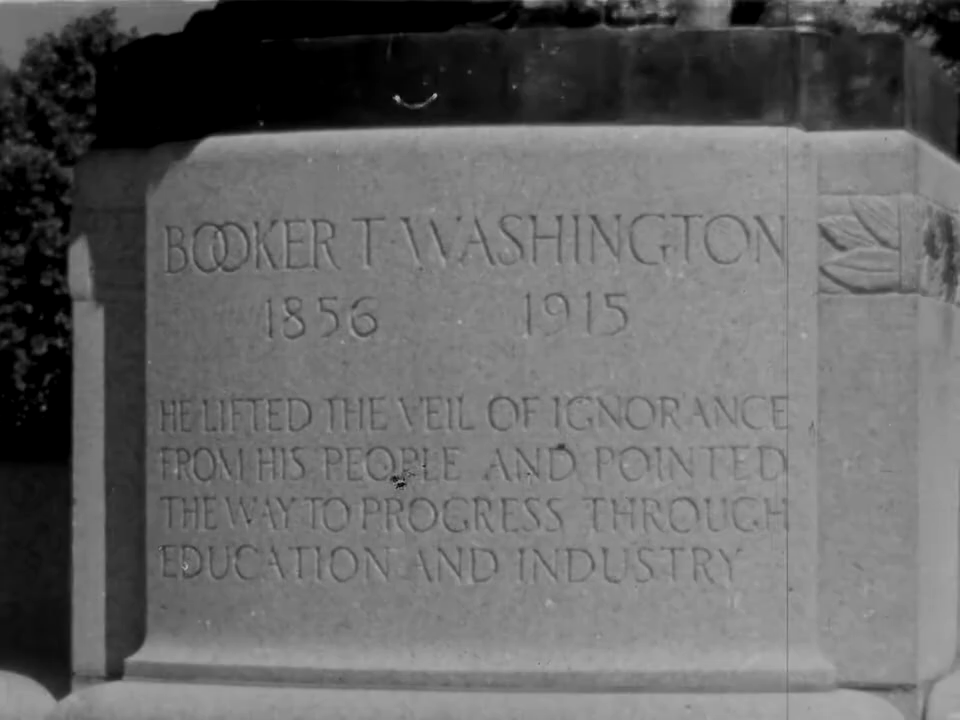 BOOKER T·WASHINGTON
1856 1915
HE LIFTED THE VEIL OF IGNORANCE
FROM HIS PEOPLE AND POINTED
THE WAY TO PROGRESS THROUGH
EDUCATION AND INDUSTRY